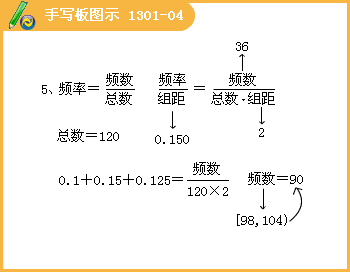 手写板图示 1301-04
36
5、频率=频数/总数 频率/组距=频数/总数·组距
总数=120 0.150 2
0.1+0.15+0.125=频数/120×2 频数=90
[98,104)